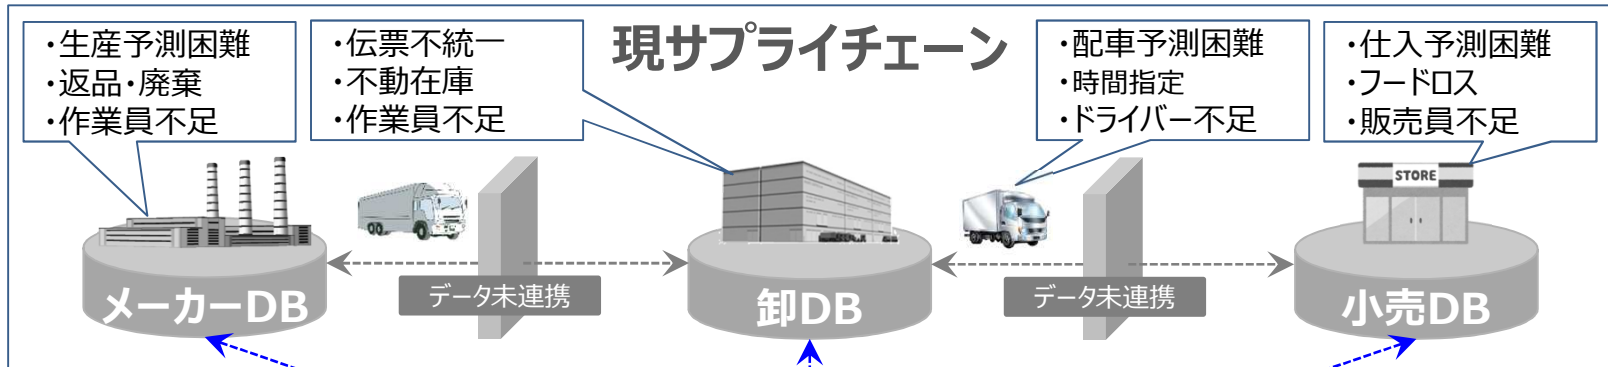 現サプライチェーン
・生産予測困難
・返品・廃棄
・作業員不足
・伝票不統一
・不動在庫
・作業員不足
・配車予測困難
・時間指定
・ドライバー不足
・仕入予測困難
・フードロス
・販売員不足
STORE
メーカーDB
データ未連携
卸DB
データ未連携
小売DB